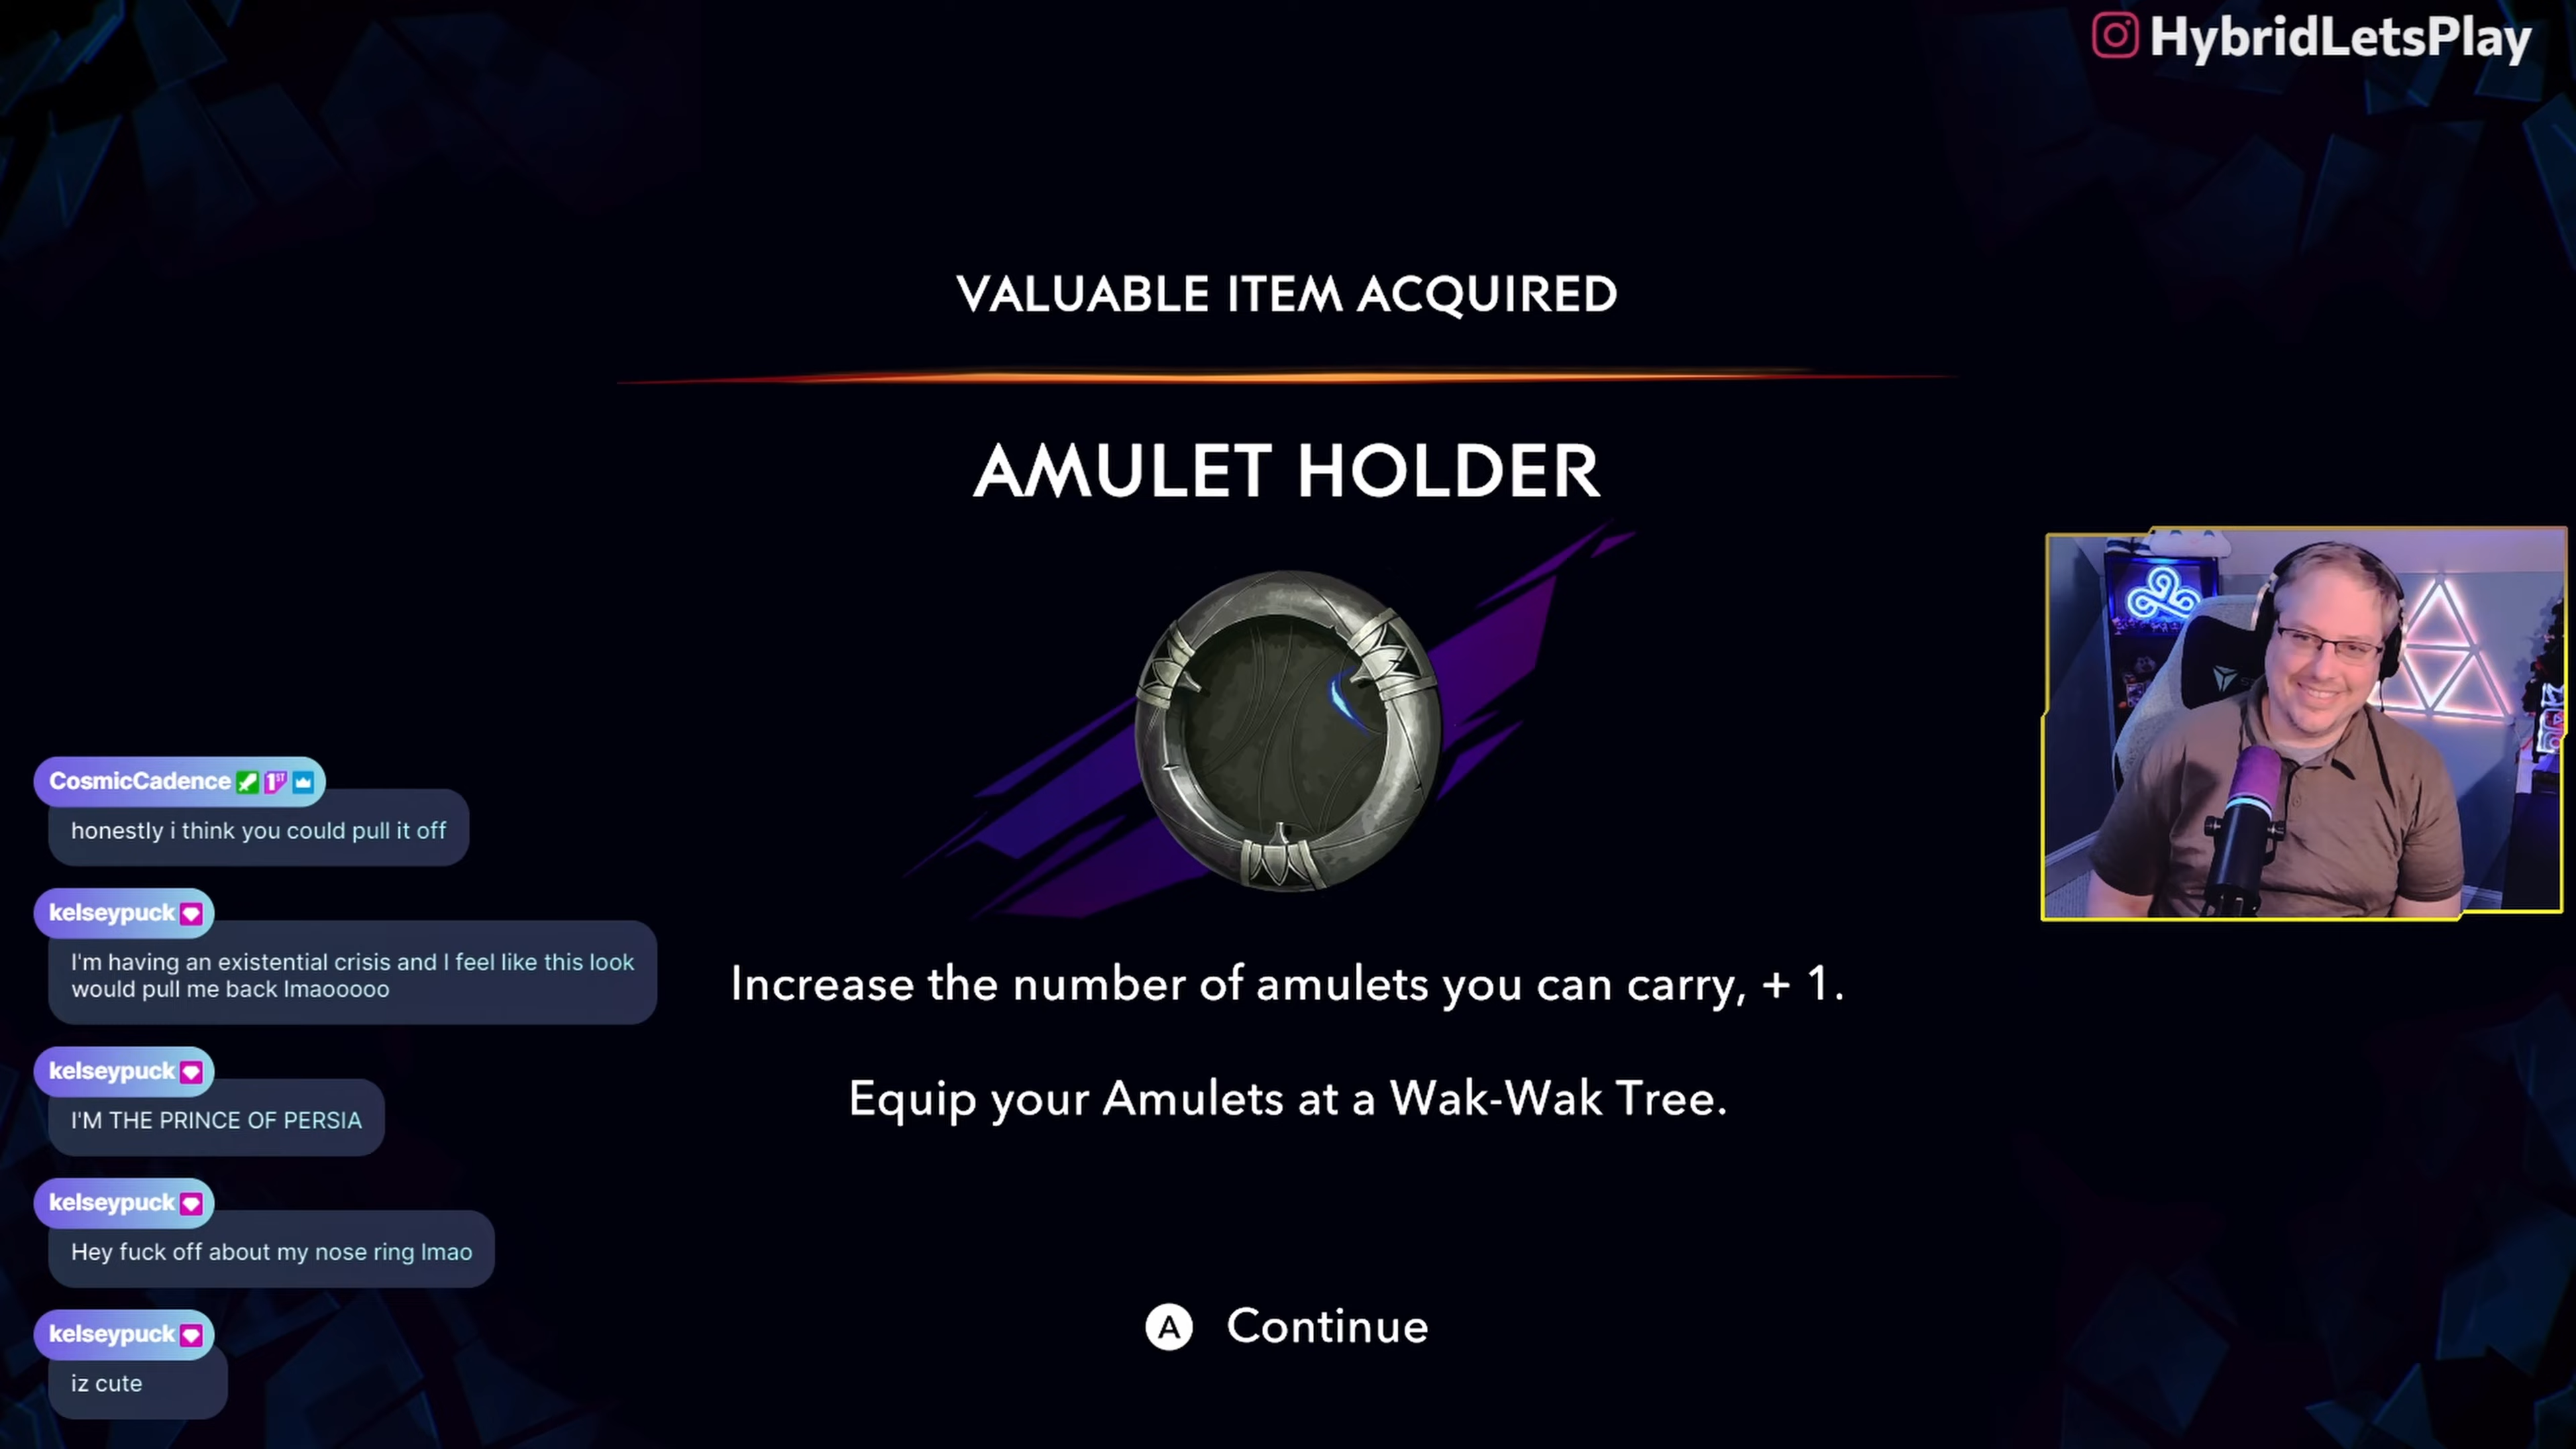 HybridLetsPlay
VALUABLE ITEM ACQUIRED
AMULET HOLDER
Increase the number of amulets you can carry, + 1.
Equip your Amulets at a Wak-Wak Tree.
A Continue
CosmicCadence 1ST
honestly i think you could pull it off
kelseypuck
I'm having an existential crisis and I feel like this look
would pull me back lmaooooo
kelseypuck
I'M THE PRINCE OF PERSIA
kelseypuck
Hey fuck off about my nose ring lmao
kelseypuck
iz cute